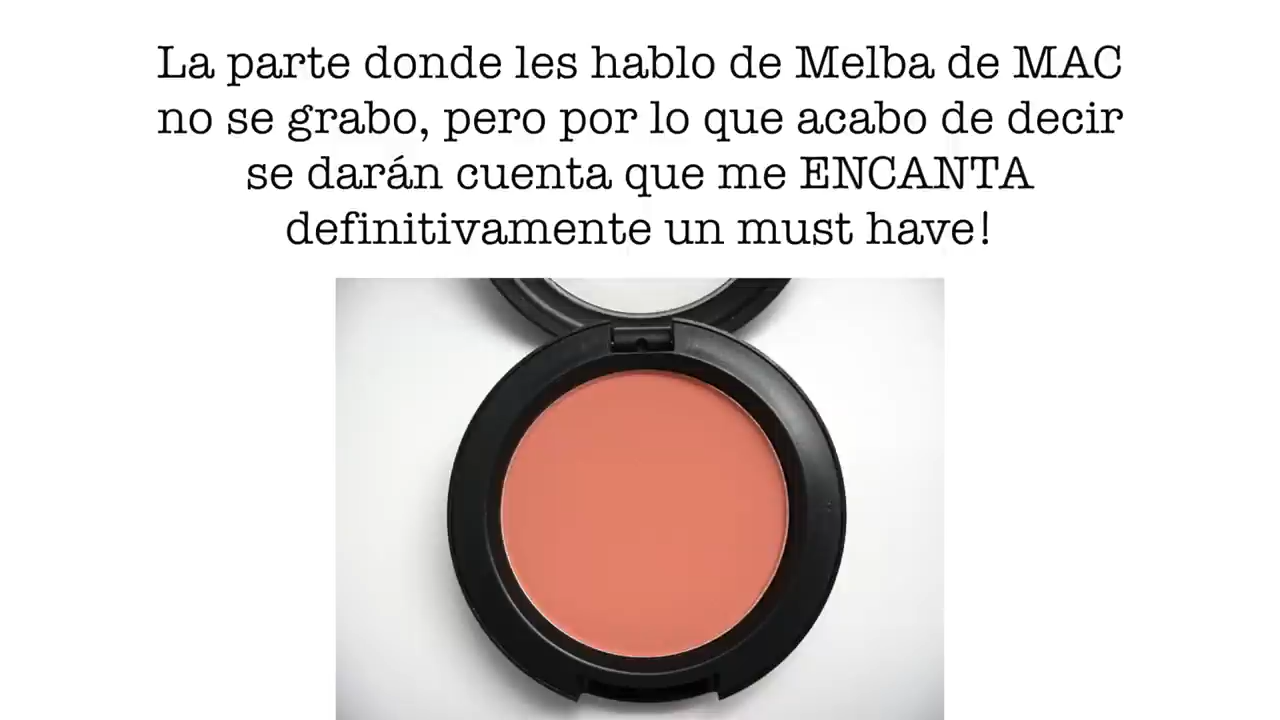 La parte donde les hablo de Melba de MAC
no se grabo, pero por lo que acabo de decir
se darán cuenta que me ENCANTA
definitivamente un must have!